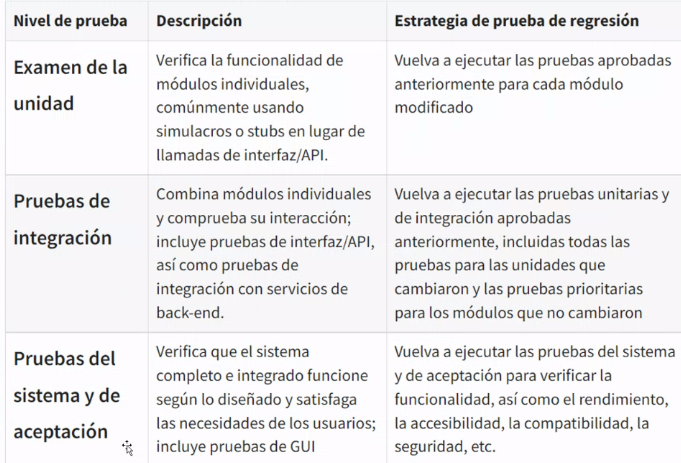 Nivel de prueba
Descripción
Estrategia de prueba de regresión
Examen de la
unidad
Verifica la funcionalidad de
módulos individuales,
comúnmente usando
simulacros o stubs en lugar de
llamadas de interfaz/API.
Vuelva a ejecutar las pruebas aprobadas
anteriormente para cada módulo
modificado
Pruebas de
integración
Combina módulos individuales
y comprueba su interacción;
incluye pruebas de interfaz/API,
así como pruebas de
integración con servicios de
back-end.
Vuelva a ejecutar las pruebas unitarias y
de integración aprobadas
anteriormente, incluidas todas las
pruebas para las unidades que
cambiaron y las pruebas prioritarias
para los módulos que no cambiaron
Pruebas del
sistema y de
aceptación
Verifica que el sistema
completo e integrado funcione
según lo diseñado y satisfaga
las necesidades de los usuarios;
incluye pruebas de GUI
Vuelva a ejecutar las pruebas del sistema
y de aceptación para verificar la
funcionalidad, así como el rendimiento,
la accesibilidad, la compatibilidad, la
seguridad, etc.